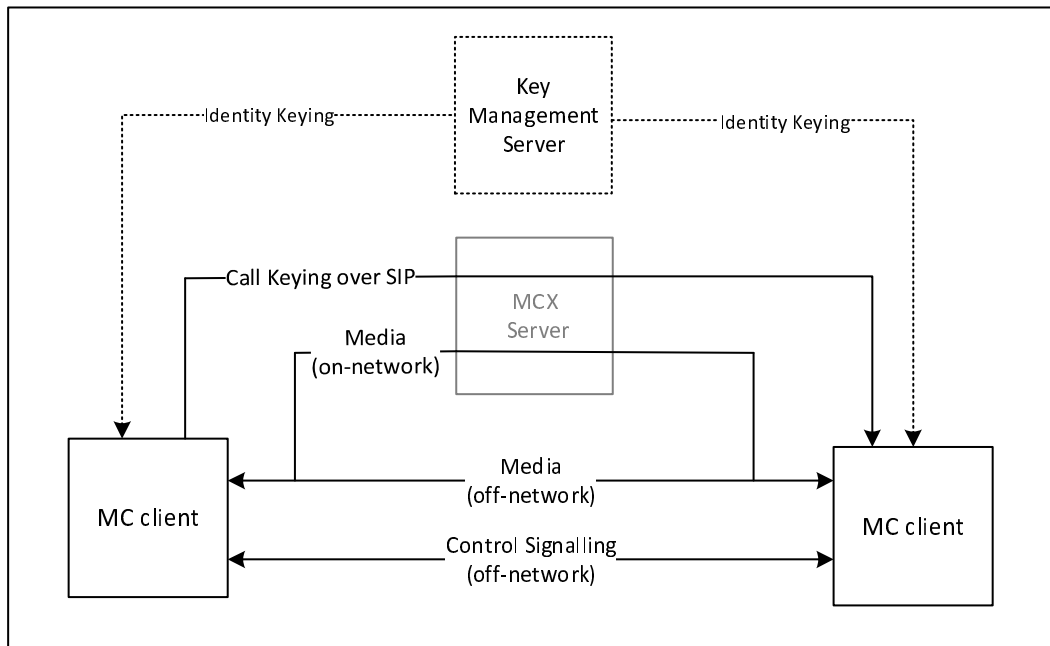 Key
Management
Server
Identity Keying
Identity Keying
Call Keying over SIP
MCX
Server
Media
(on-network)
Media
(off-network)
MC client
MC client
Control Signalling
(off-network)